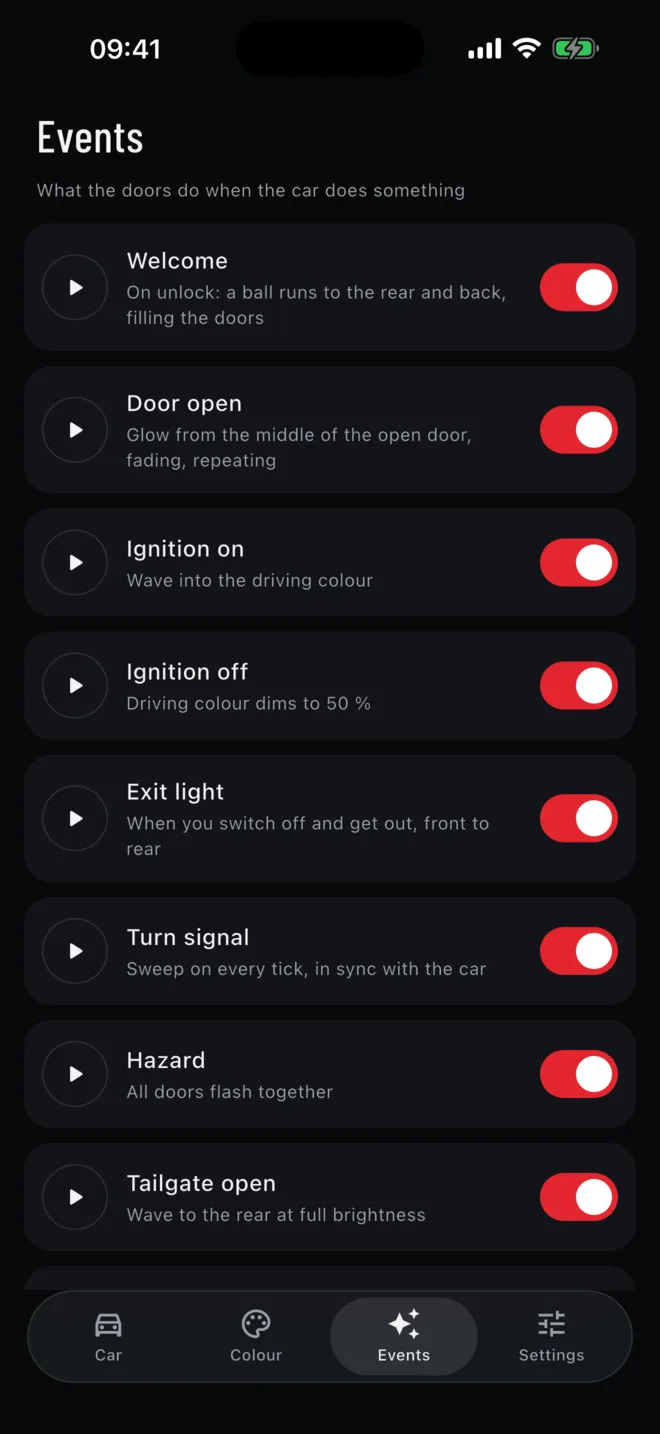 09:41
Events
What the doors do when the car does something
Welcome
On unlock: a ball runs to the rear and back,
filling the doors
Door open
Glow from the middle of the open door,
fading, repeating
Ignition on
Wave into the driving colour
Ignition off
Driving colour dims to 50 %
Exit light
When you switch off and get out, front to
rear
Turn signal
Sweep on every tick, in sync with the car
Hazard
All doors flash together
Tailgate open
Wave to the rear at full brightness
Car
Colour
Events
Settings